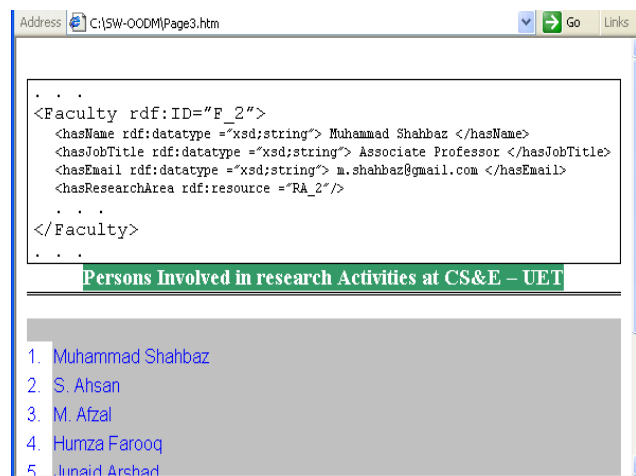 Address C:\SW-OODM\Page3.htm Go Links
. . .
<Faculty rdf:ID="F_2">
<hasName rdf:datatype ="xsd;string"> Muhammad Shahbaz </hasName>
<hasJobTitle rdf:datatype ="xsd;string"> Associate Professor </hasJobTitle>
<hasEmail rdf:datatype ="xsd;string"> m.shahbaz@gmail.com </hasEmail>
<hasResearchArea rdf:resource ="RA_2"/>
. . .
</Faculty>
. . .
Persons Involved in research Activities at CS&E – UET
1. Muhammad Shahbaz
2. S. Ahsan
3. M. Afzal
4. Humza Farooq
5. Junaid Arshad